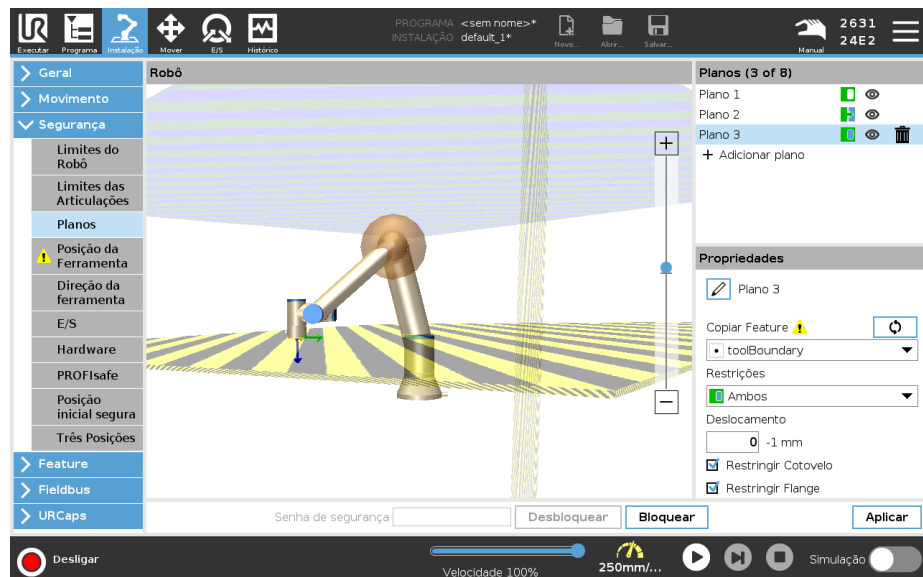 PROGRAMA <sem nome>*
INSTALAÇÃO default_1*
Executar
Programa
Instalação
Mover
E/S
Histórico
Novo...
Abrir...
Salvar...
Manual
2631
24E2
Geral
Movimento
Segurança
Limites do
Robô
Limites das
Articulações
Planos
Posição da
Ferramenta
Direção da
ferramenta
E/S
Hardware
PROFIsafe
Posição
inicial segura
Três Posições
Feature
Fieldbus
URCaps
Robô
Planos (3 of 8)
Plano 1
Plano 2
Plano 3
+ Adicionar plano
Propriedades
Plano 3
Copiar Feature
toolBoundary
Restrições
Ambos
Deslocamento
0 -1 mm
Restringir Cotovelo
Restringir Flange
Senha de segurança
Desbloquear
Bloquear
Aplicar
Desligar
Velocidade 100%
250mm/...
Simulação